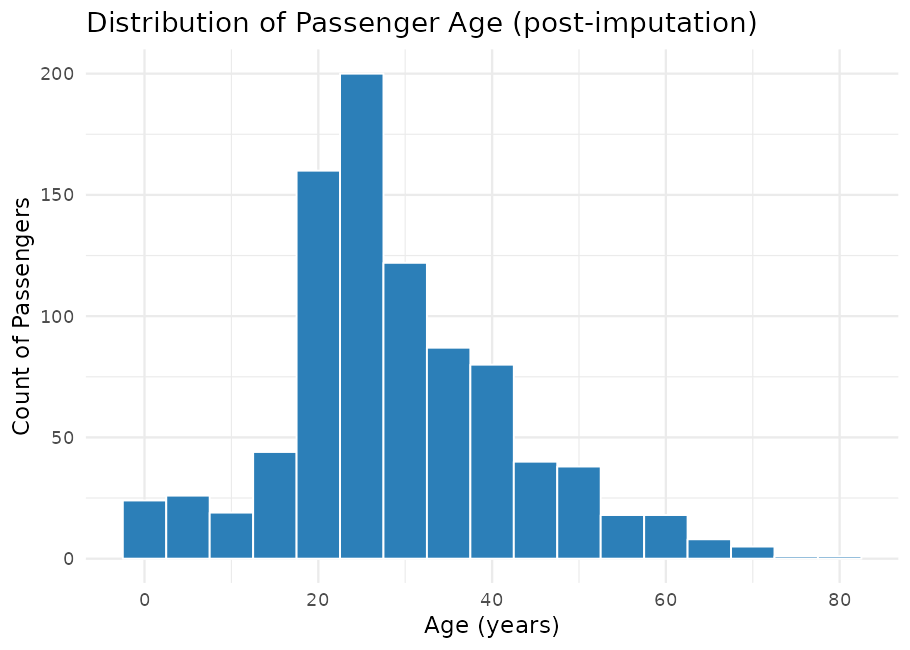 Distribution of Passenger Age (post-imputation)
Count of Passengers
200
150
100
50
0
0 20 40 60 80
Age (years)